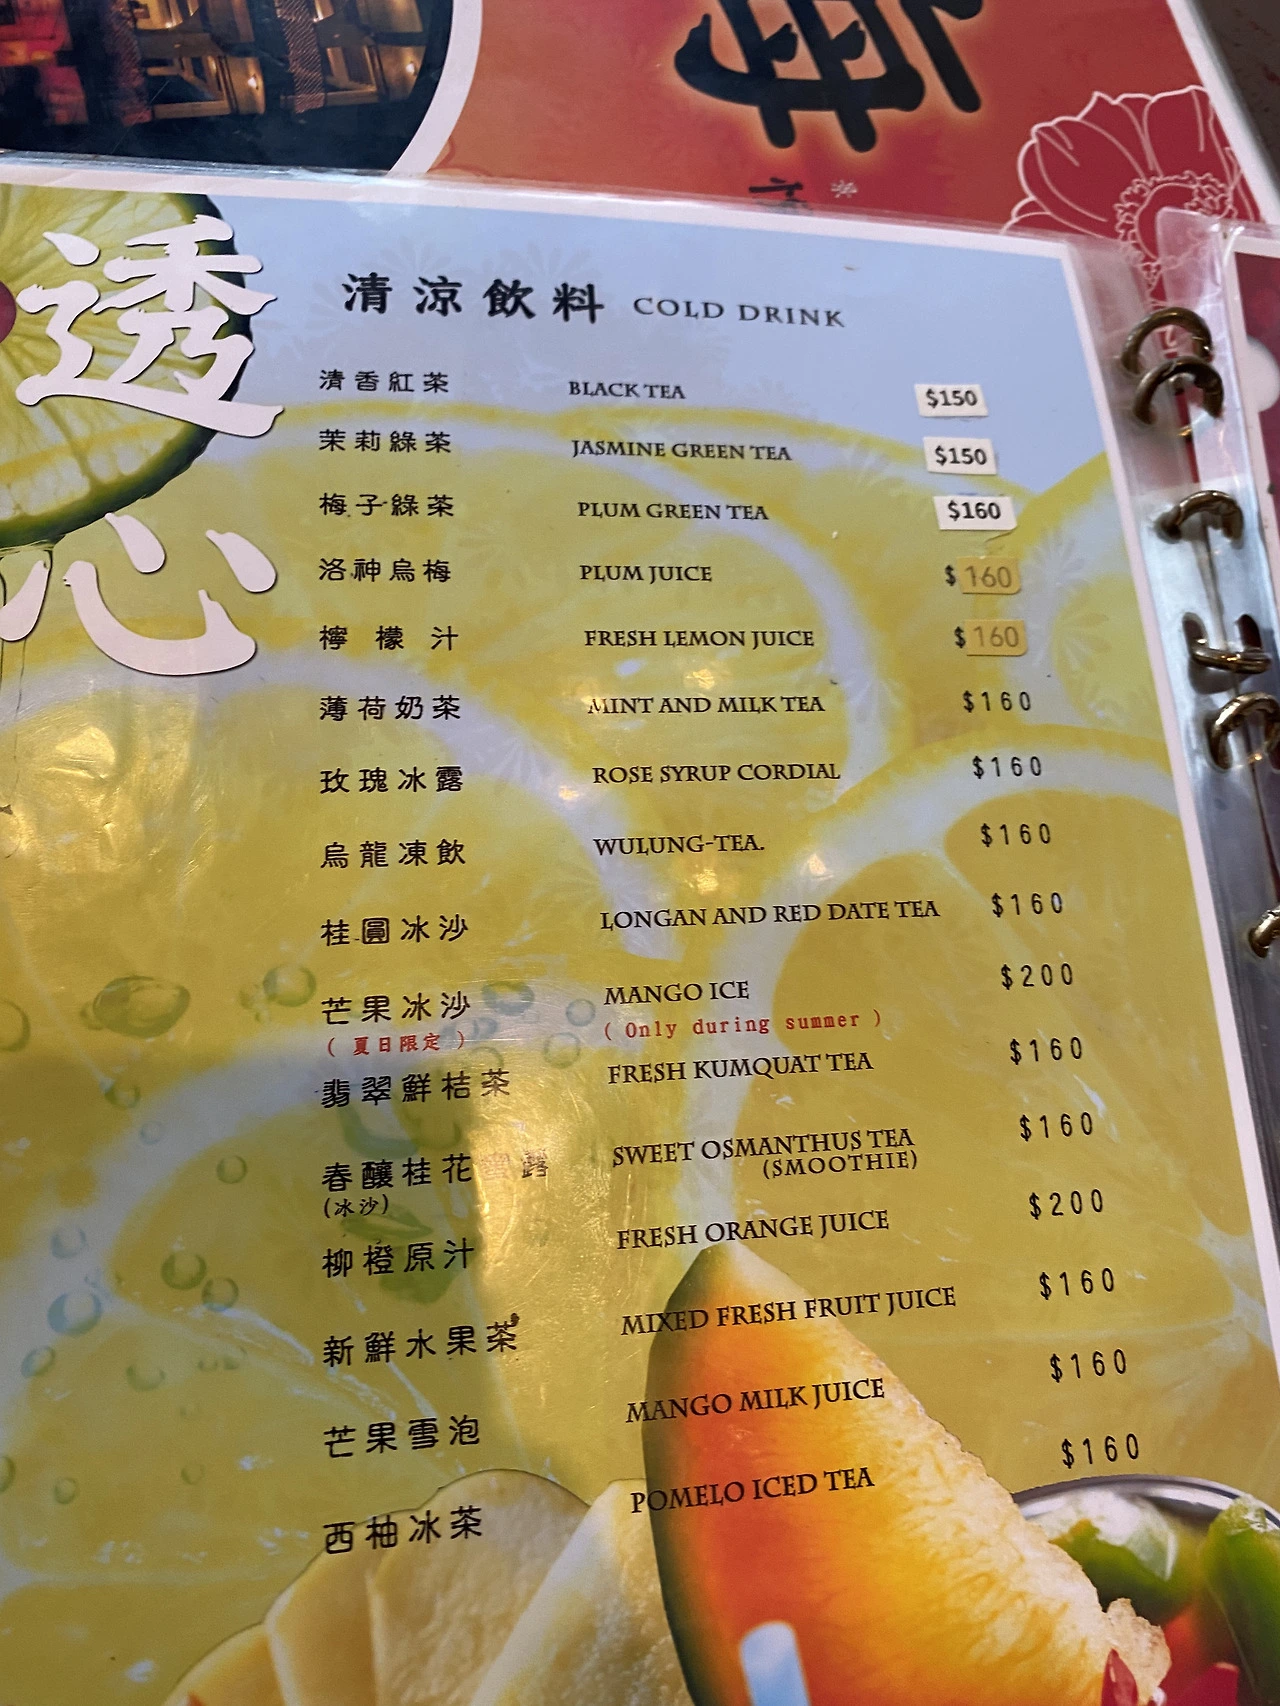 透心
清涼飲料 COLD DRINK
清香紅茶 BLACK TEA $150
茉莉綠茶 JASMINE GREEN TEA $150
梅子綠茶 PLUM GREEN TEA $160
洛神烏梅 PLUM JUICE $160
檸檬汁 FRESH LEMON JUICE $160
薄荷奶茶 MINT AND MILK TEA $160
玫瑰冰露 ROSE SYRUP CORDIAL $160
烏龍凍飲 WULUNG-TEA. $160
桂圓冰沙 LONGAN AND RED DATE TEA $160
芒果冰沙 MANGO ICE $200
(夏日限定) (Only during summer)
翡翠鮮桔茶 FRESH KUMQUAT TEA $160
春釀桂花蜜露 SWEET OSMANTHUS TEA $160
(冰沙) (SMOOTHIE)
柳橙原汁 FRESH ORANGE JUICE $200
新鮮水果茶 MIXED FRESH FRUIT JUICE $160
芒果雪泡 MANGO MILK JUICE $160
西柚冰茶 POMELO ICED TEA $160